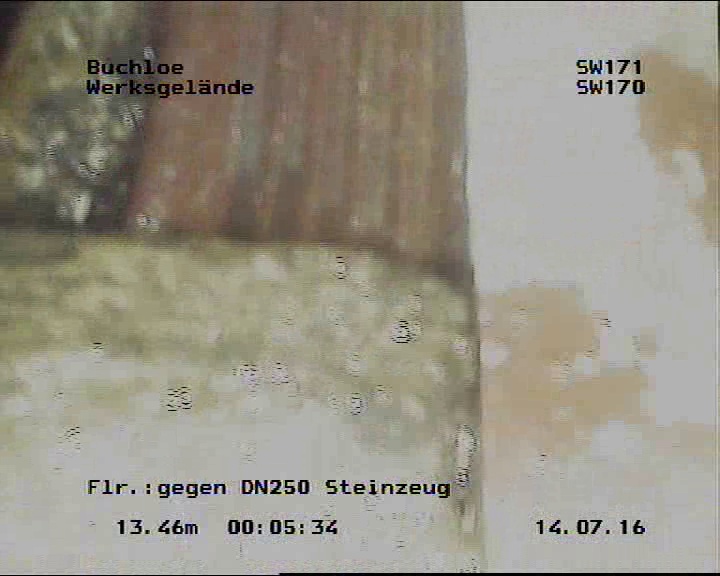 Buchloe SW171
Werksgelände SW170
Flr.:gegen DN250 Steinzeug
13.46m 00:05:34 14.07.16